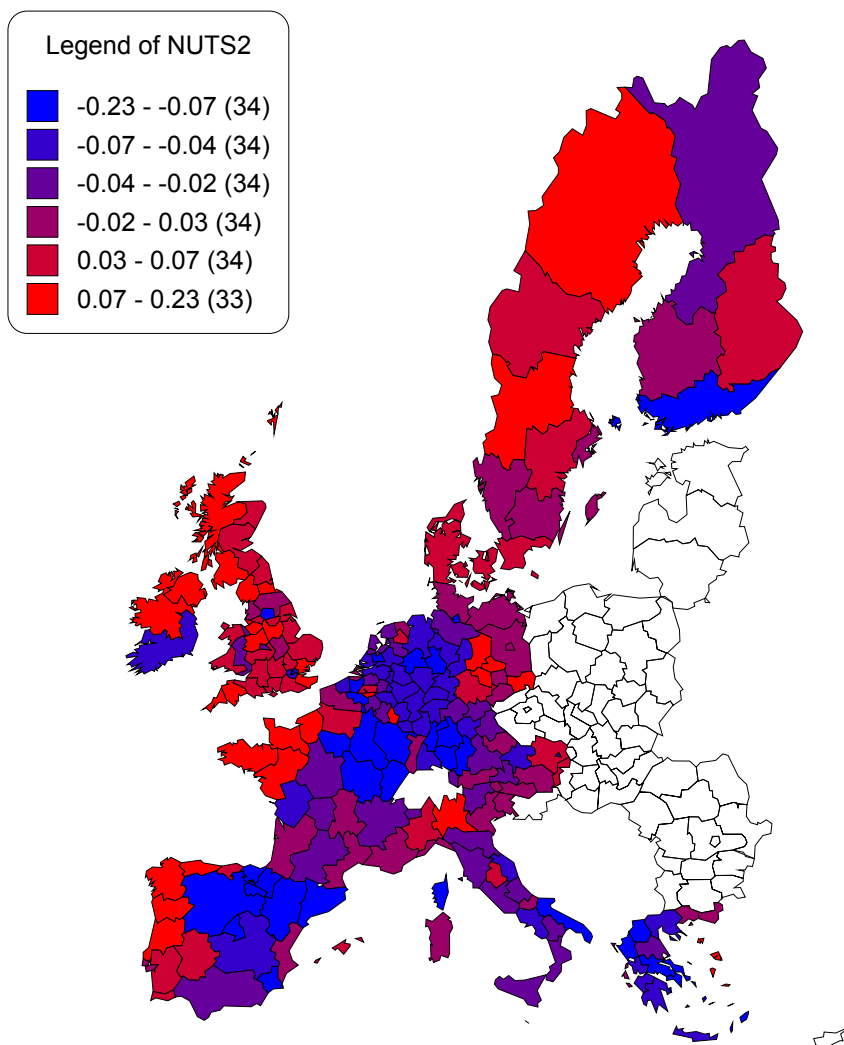 Legend of NUTS2
-0.23 - -0.07 (34)
-0.07 - -0.04 (34)
-0.04 - -0.02 (34)
-0.02 - 0.03 (34)
0.03 - 0.07 (34)
0.07 - 0.23 (33)